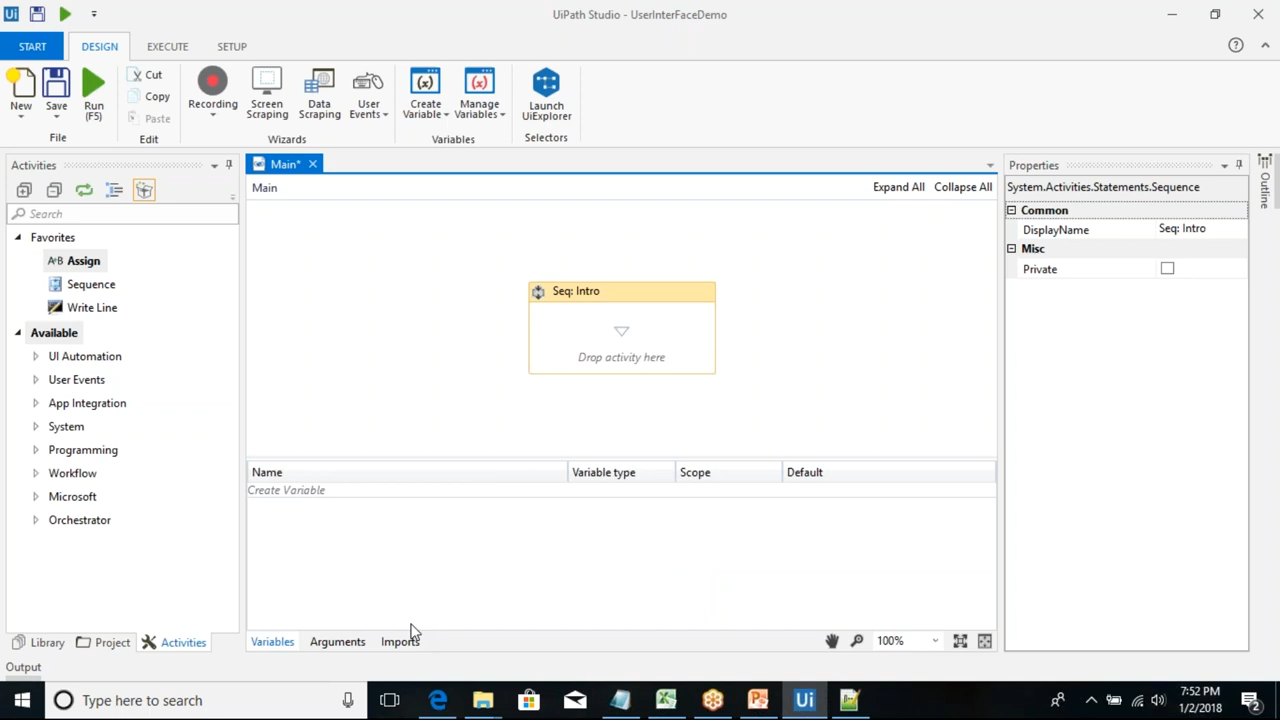 Ui
UiPath Studio - UserInterFaceDemo
START DESIGN EXECUTE SETUP
New
Save
Run
(F5)
File
Cut
Copy
Paste
Edit
Recording
Screen
Scraping
Data
Scraping
User
Events
Wizards
Create
Variable
Manage
Variables
Variables
Launch
UiExplorer
Selectors
Activities
Search
Favorites
A+B Assign
Sequence
Write Line
Available
UI Automation
User Events
App Integration
System
Programming
Workflow
Microsoft
Orchestrator
Library Project Activities
Output
Main*
Main Expand All Collapse All
Seq: Intro
Drop activity here
Name Variable type Scope Default
Create Variable
Variables Arguments Imports 100%
Properties
System.Activities.Statements.Sequence
Common
DisplayName Seq: Intro
Misc
Private
Outline
Type here to search
Ui
7:52 PM
1/2/2018
2